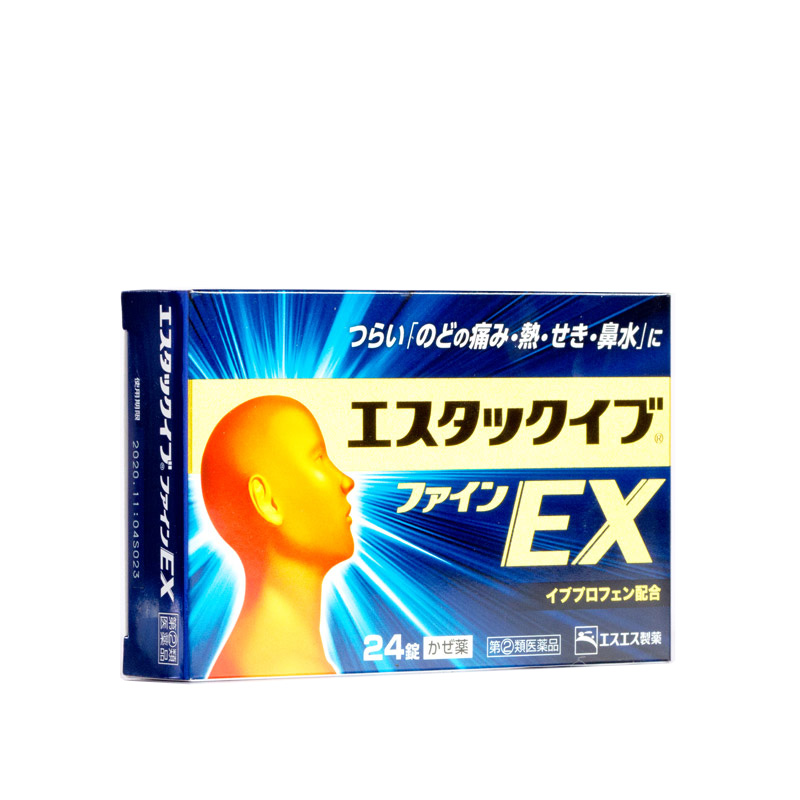 つらい「のどの痛み・熱・せき・鼻水」に
エスタックイブ®
ファイン EX
イブプロフェン配合
24錠 かぜ薬 第②類医薬品 エスエス製薬
エスタックイブ®ファインEX
第②類
医薬品
使用期限
2020.11:04S023